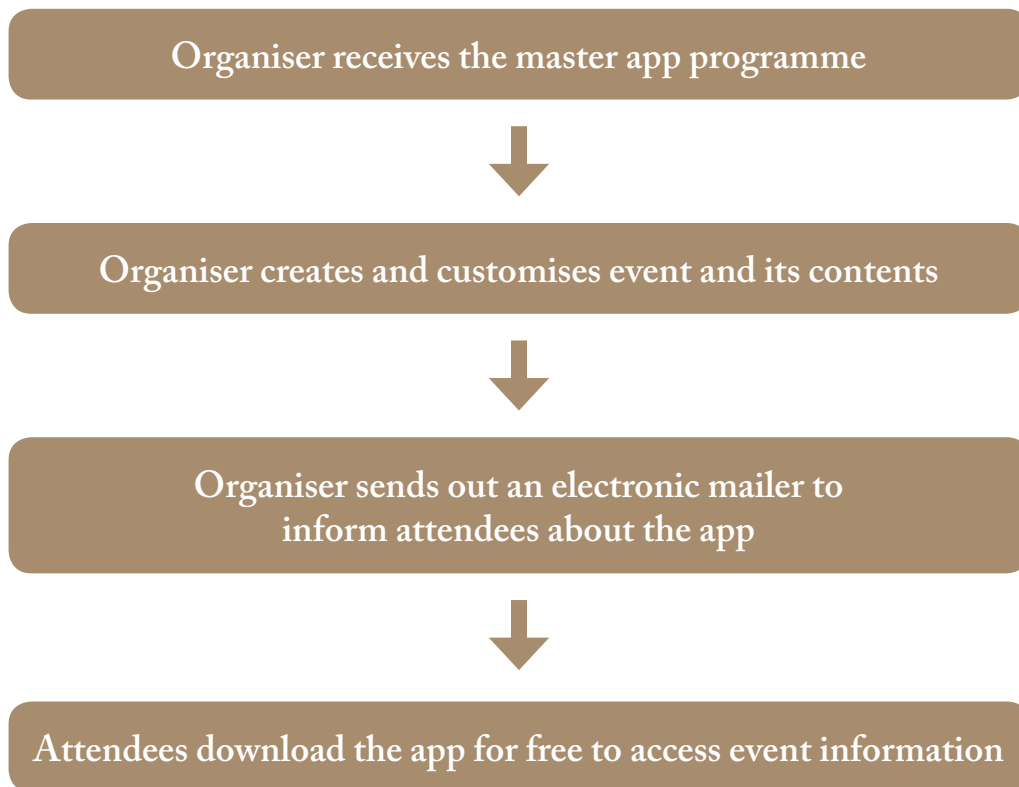 Organiser receives the master app programme
Organiser creates and customises event and its contents
Organiser sends out an electronic mailer to
inform attendees about the app
Attendees download the app for free to access event information